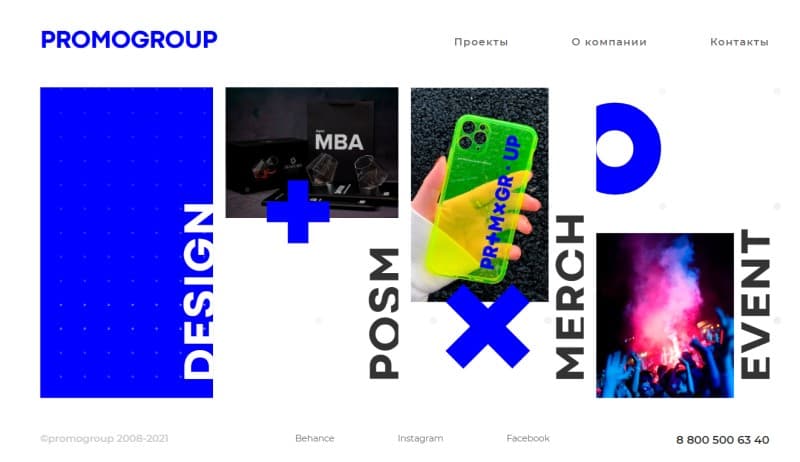 PROMOGROUP
Проекты
О компании
Контакты
DESIGN
MBA
POSM
PR+M×GR·UP
MERCH
EVENT
©promogroup 2008-2021
Behance
Instagram
Facebook
8 800 500 63 40